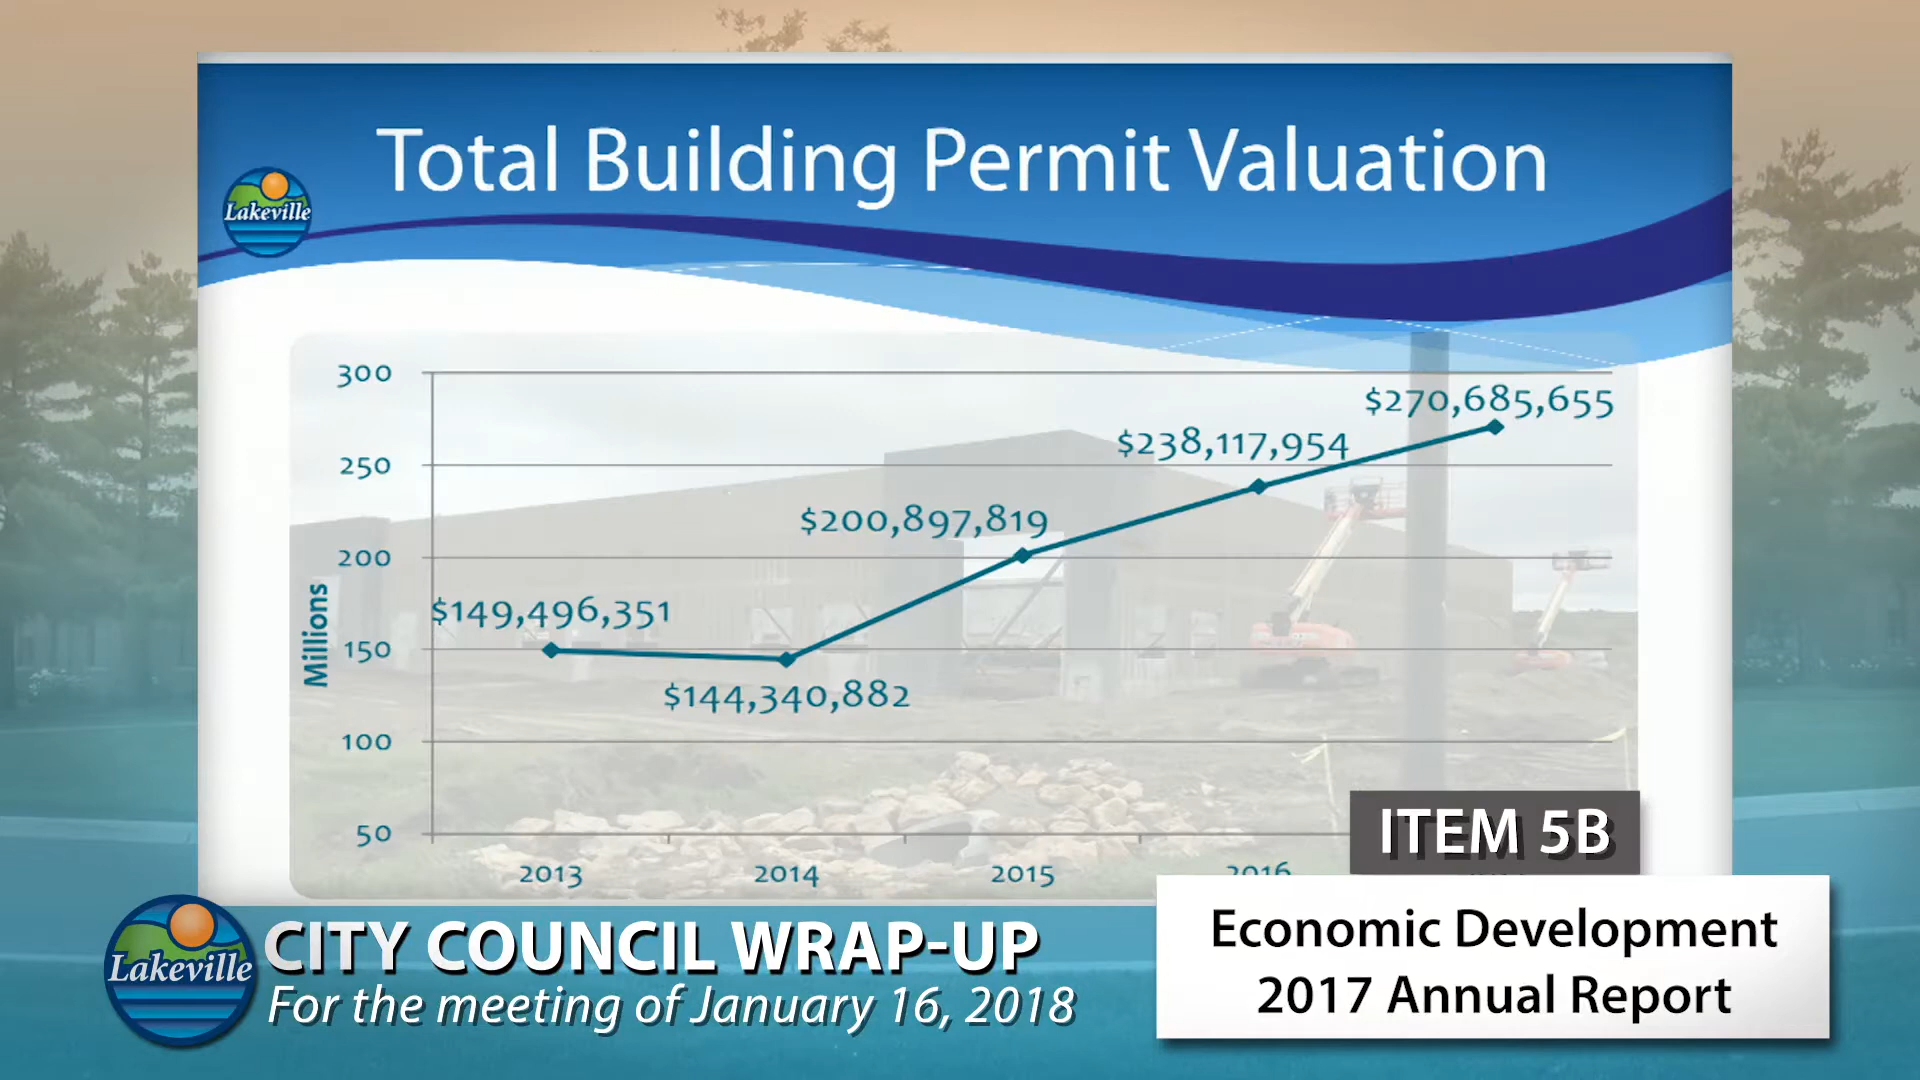 Total Building Permit Valuation
Lakeville
300
$270,685,655
$238,117,954
250
$200,897,819
200
Millions
$149,496,351
150
$144,340,882
100
50
2013 2014 2015 2016
ITEM 5B
Lakeville
CITY COUNCIL WRAP-UP
For the meeting of January 16, 2018
Economic Development
2017 Annual Report